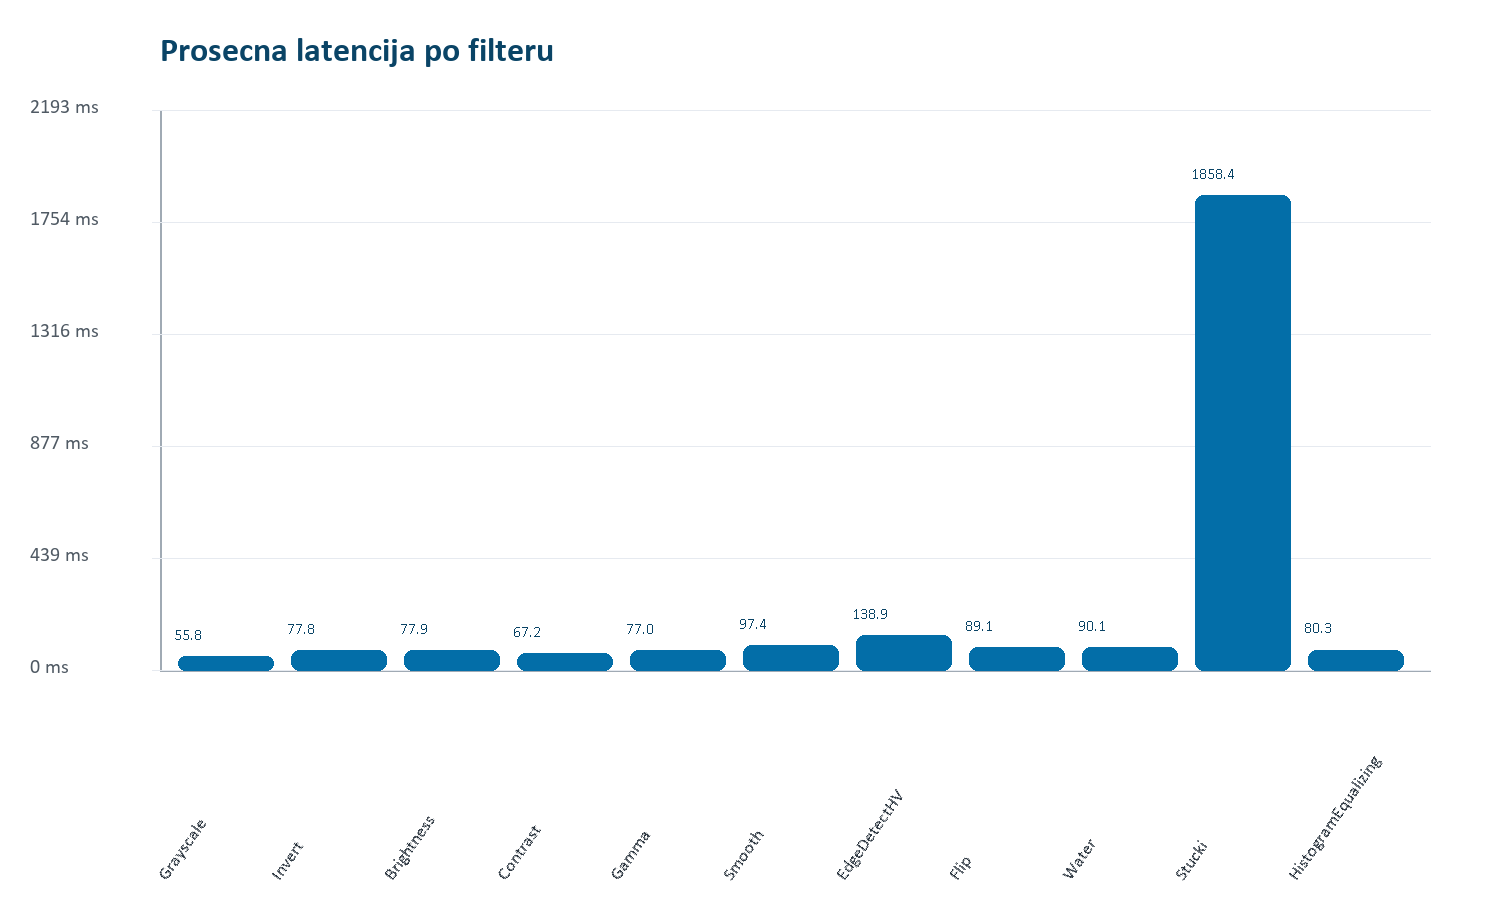 Prosecna latencija po filteru
2193 ms
1754 ms
1316 ms
877 ms
439 ms
0 ms
55.8
77.8
77.9
67.2
77.0
97.4
138.9
89.1
90.1
1858.4
80.3
Grayscale
Invert
Brightness
Contrast
Gamma
Smooth
EdgeDetectHV
Flip
Water
Stucki
HistogramEqualizing